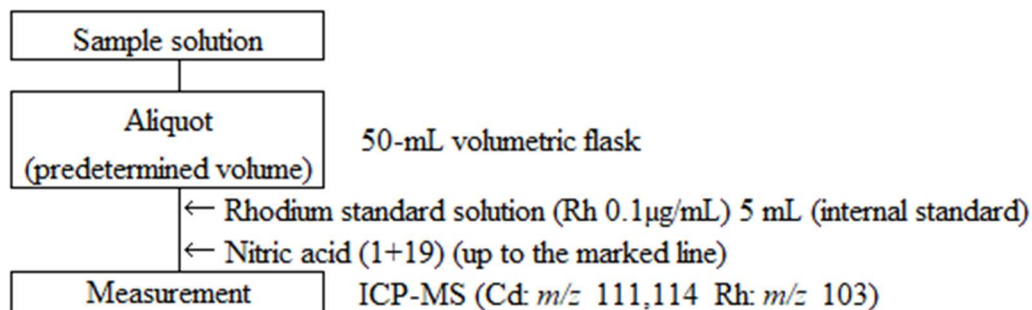 Sample solution
Aliquot
(predetermined volume)
50-mL volumetric flask
← Rhodium standard solution (Rh 0.1μg/mL) 5 mL (internal standard)
← Nitric acid (1+19) (up to the marked line)
Measurement
ICP-MS (Cd: m/z 111,114 Rh: m/z 103)